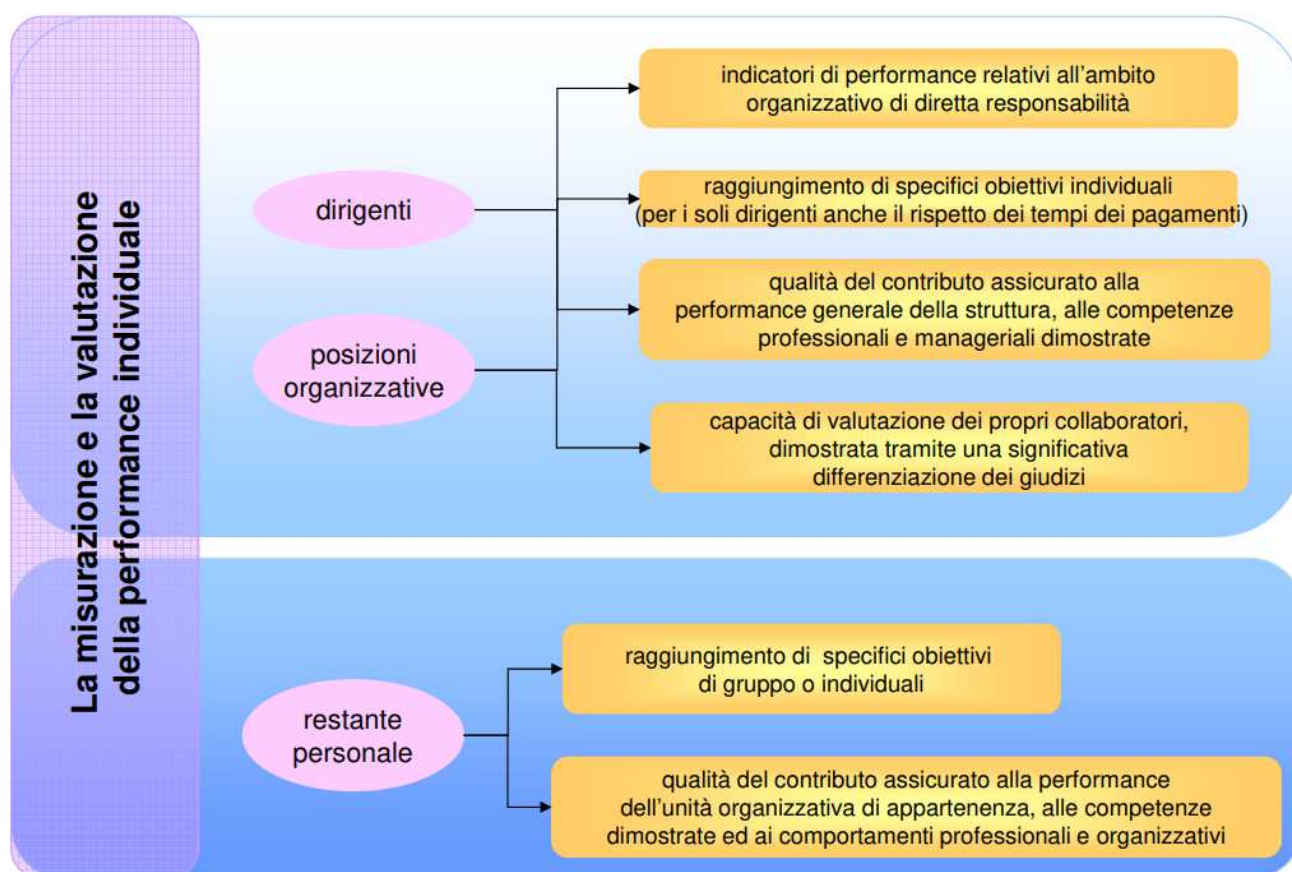 La misurazione e la valutazione
della performance individuale
dirigenti
posizioni
organizzative
indicatori di performance relativi all'ambito
organizzativo di diretta responsabilità
raggiungimento di specifici obiettivi individuali
(per i soli dirigenti anche il rispetto dei tempi dei pagamenti)
qualità del contributo assicurato alla
performance generale della struttura, alle competenze
professionali e manageriali dimostrate
capacità di valutazione dei propri collaboratori,
dimostrata tramite una significativa
differenziazione dei giudizi
restante
personale
raggiungimento di specifici obiettivi
di gruppo o individuali
qualità del contributo assicurato alla performance
dell'unità organizzativa di appartenenza, alle competenze
dimostrate ed ai comportamenti professionali e organizzativi